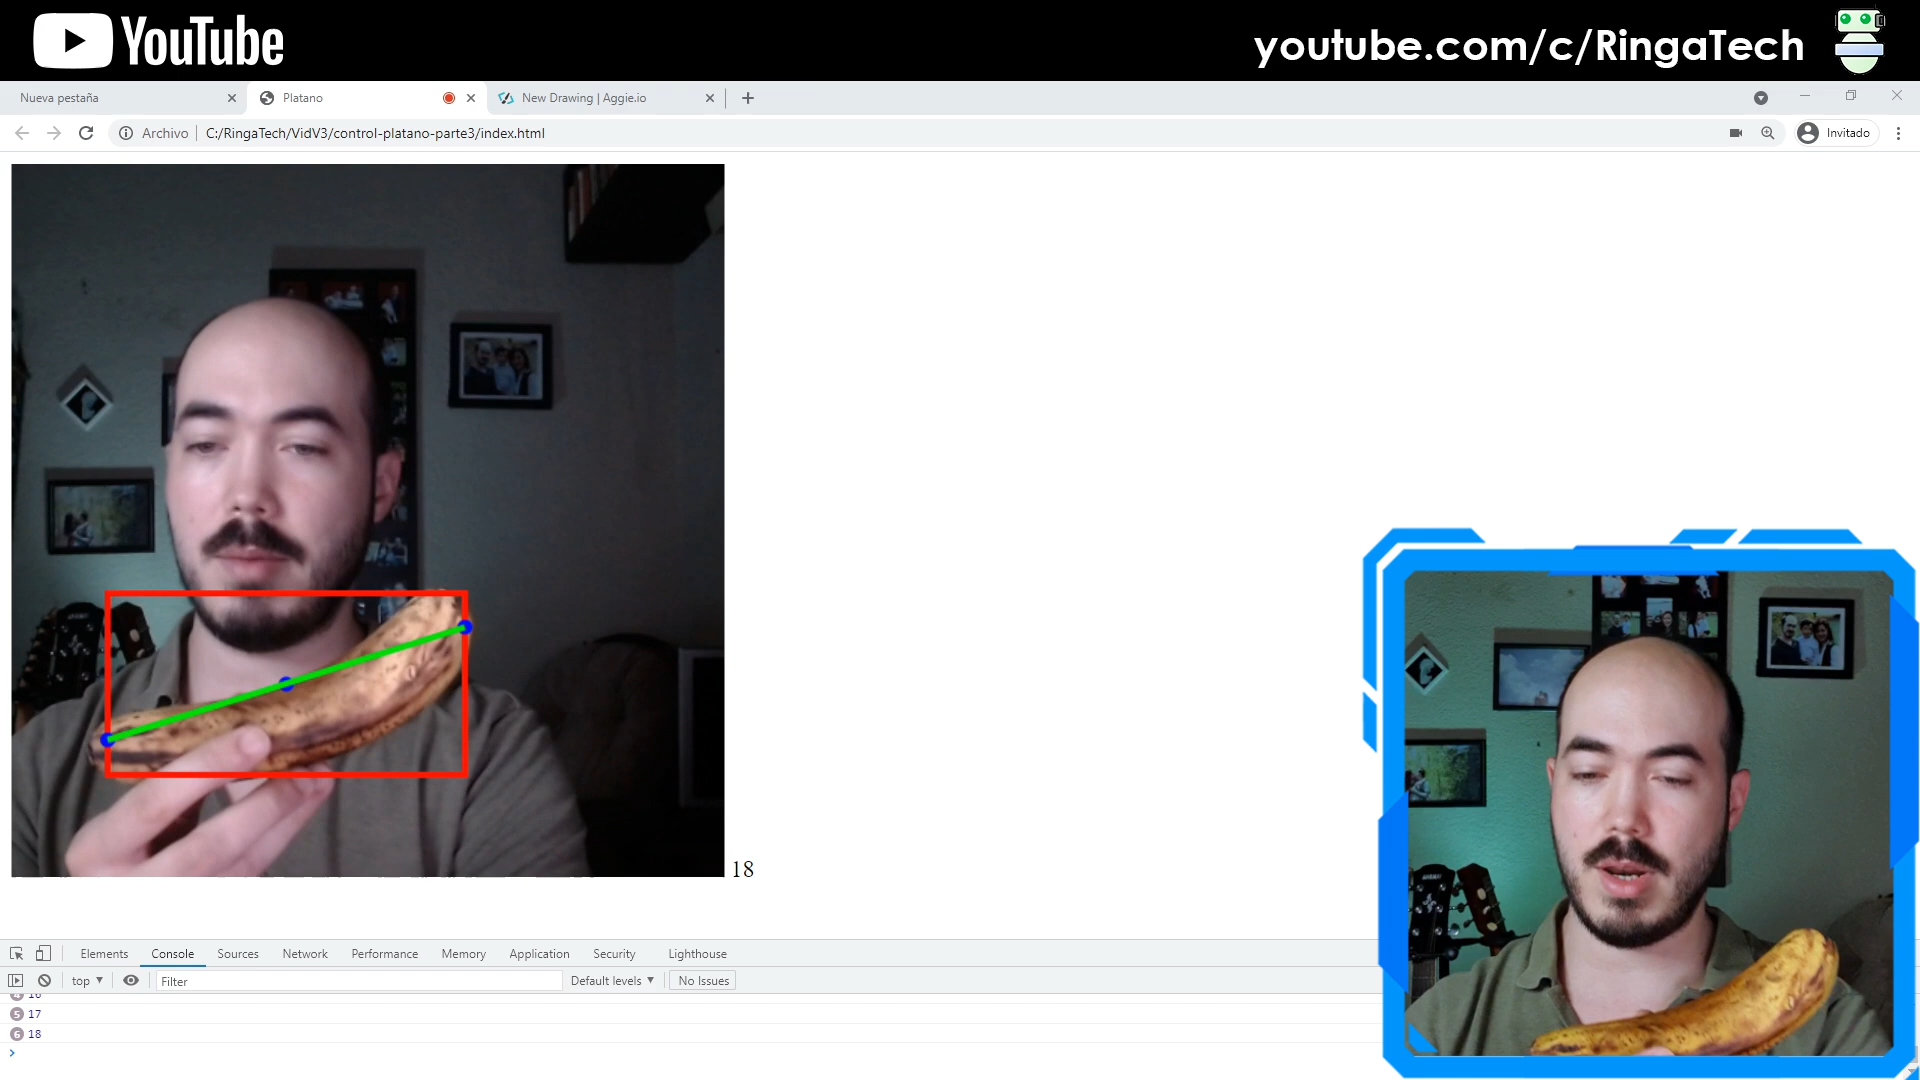 YouTube
youtube.com/c/RingaTech
Nueva pestaña
Platano
New Drawing | Aggie.io
Archivo
C:/RingaTech/VidV3/control-platano-parte3/index.html
Invitado
18
Elements Console Sources Network Performance Memory Application Security Lighthouse
top
Filter
Default levels
No Issues
4 16
5 17
6 18